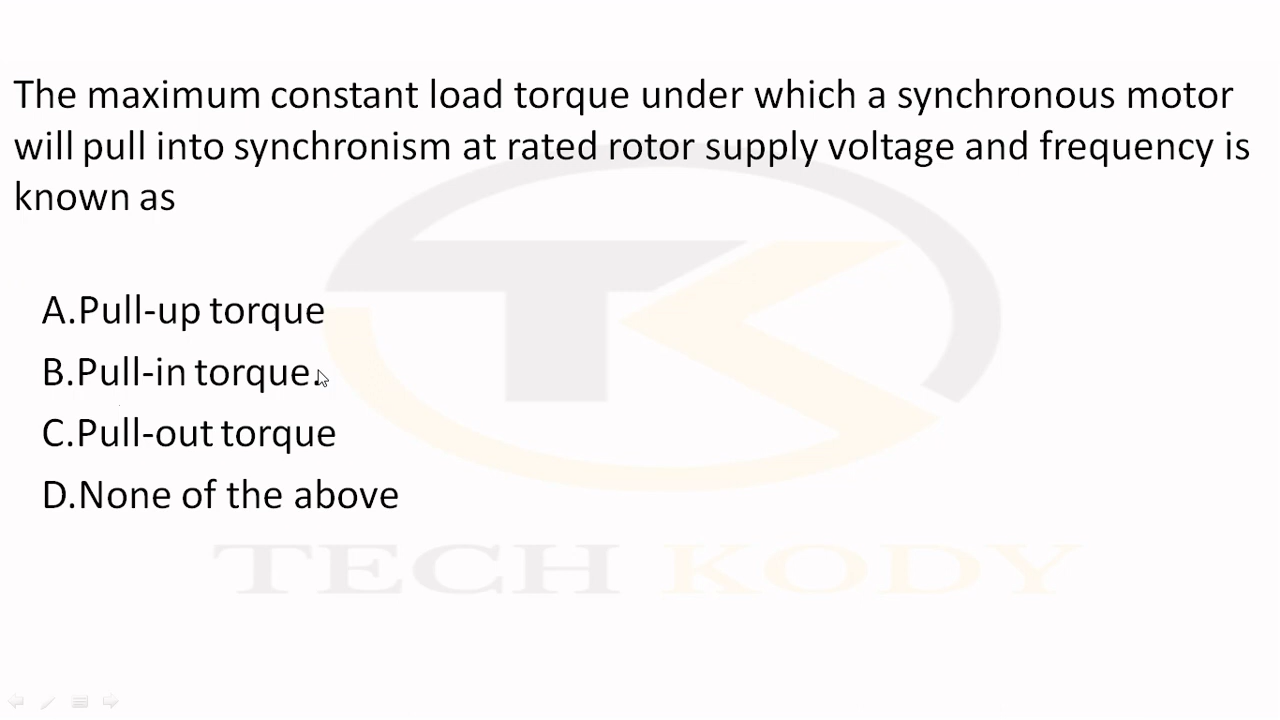 The maximum constant load torque under which a synchronous motor
will pull into synchronism at rated rotor supply voltage and frequency is
known as
A.Pull-up torque
B.Pull-in torque.
C.Pull-out torque
D.None of the above
TECH KODY